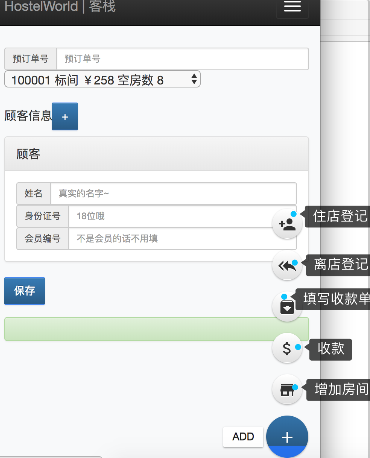 HostelWorld | 客栈
预订单号 预订单号
100001 标间 ￥258 空房数 8
顾客信息 +
顾客
姓名 真实的名字~
身份证号 18位哦
会员编号 不是会员的话不用填
住店登记
离店登记
保存
填写收款单
收款
增加房间
ADD +